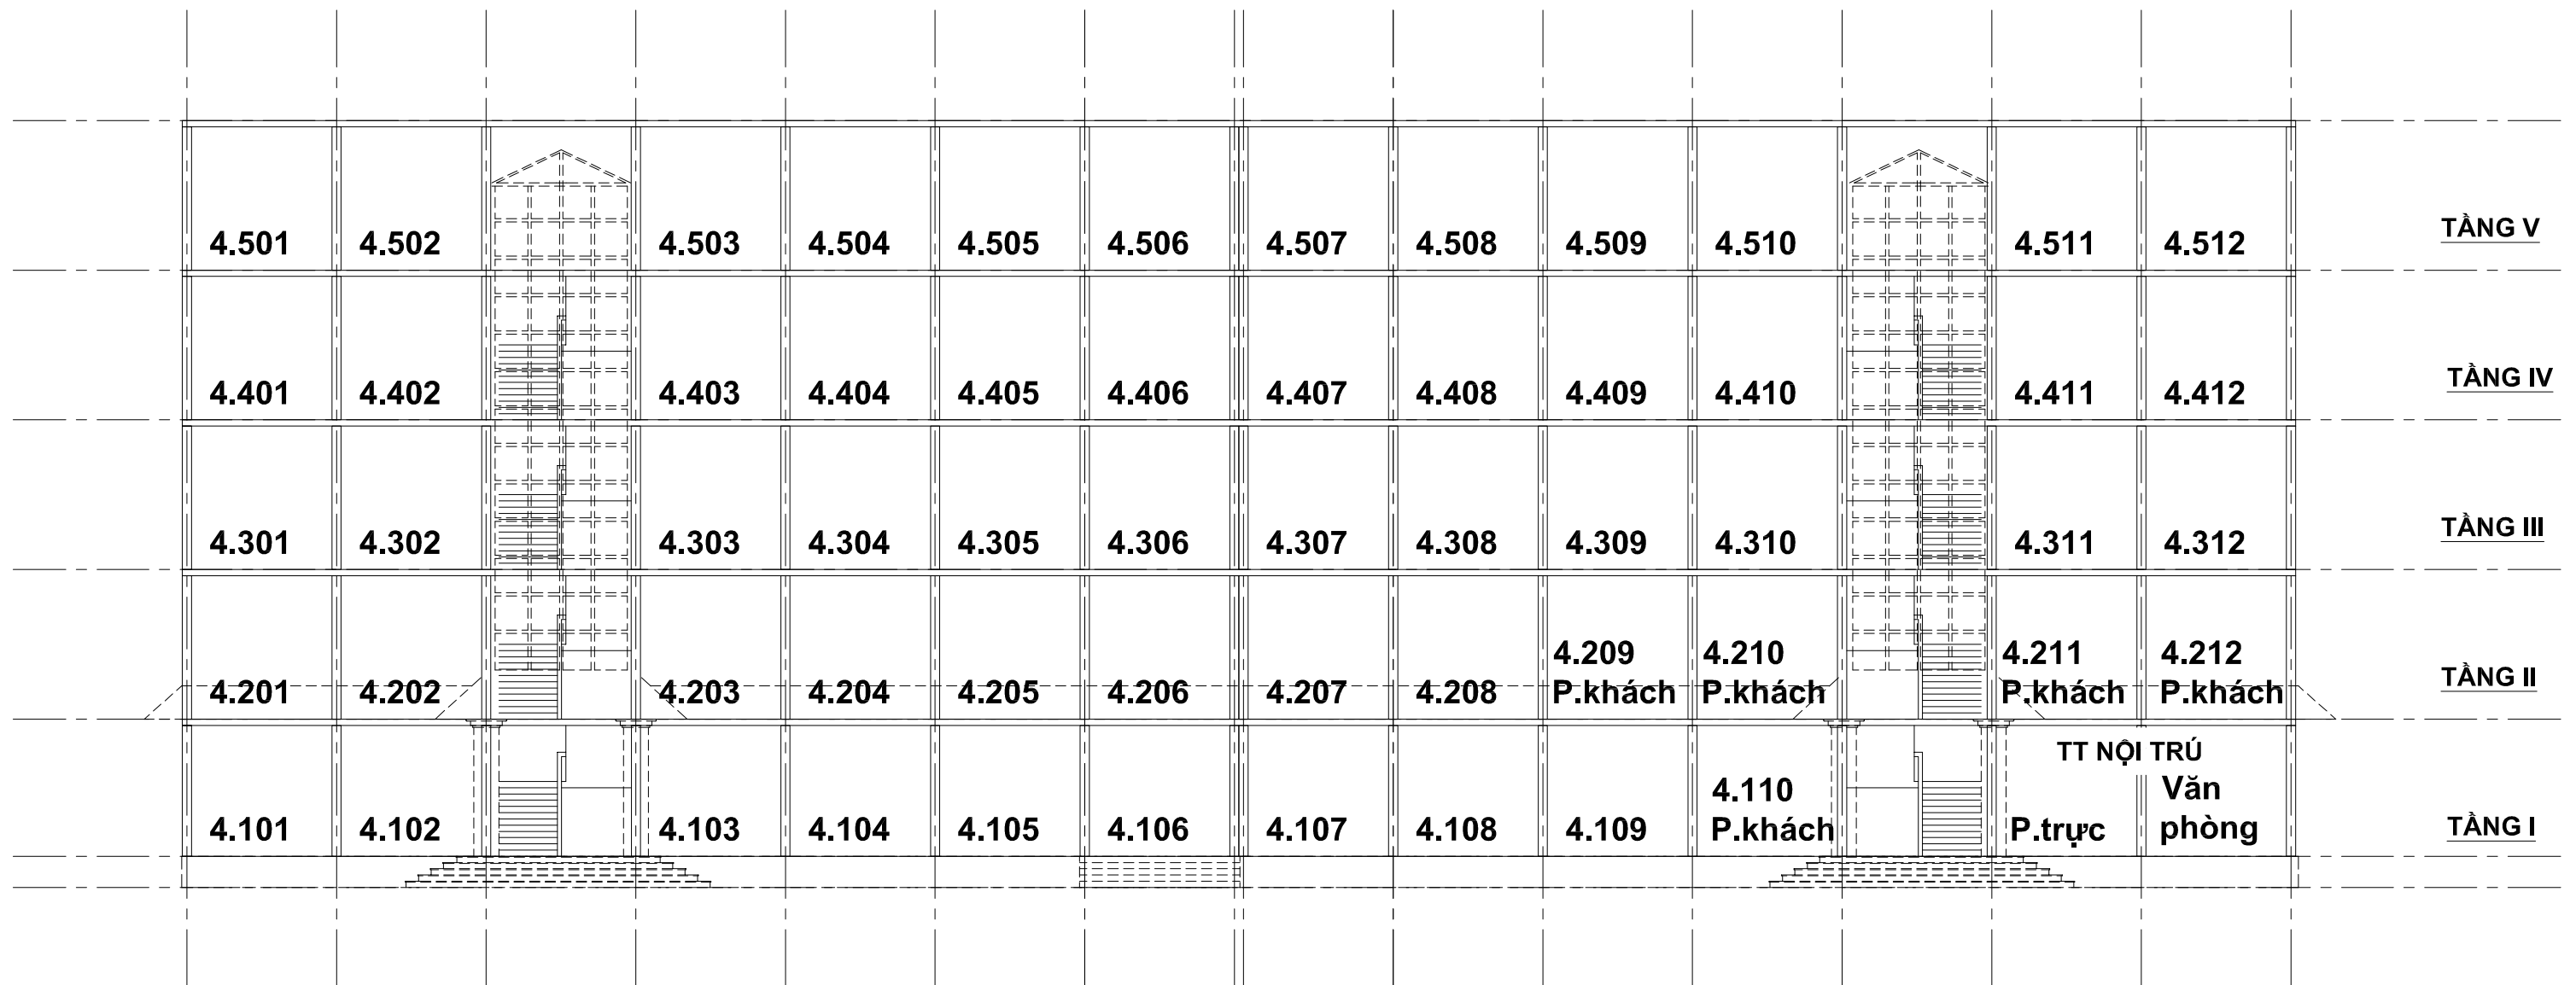 4.501 4.502 4.503 4.504 4.505 4.506 4.507 4.508 4.509 4.510 4.511 4.512 TẦNG V
4.401 4.402 4.403 4.404 4.405 4.406 4.407 4.408 4.409 4.410 4.411 4.412 TẦNG IV
4.301 4.302 4.303 4.304 4.305 4.306 4.307 4.308 4.309 4.310 4.311 4.312 TẦNG III
4.209 4.210 4.211 4.212
4.201 4.202 4.203 4.204 4.205 4.206 4.207 4.208 P.khách P.khách P.khách P.khách TẦNG II
TT NỘI TRÚ
4.110 Văn
4.101 4.102 4.103 4.104 4.105 4.106 4.107 4.108 4.109 P.khách P.trực phòng TẦNG I